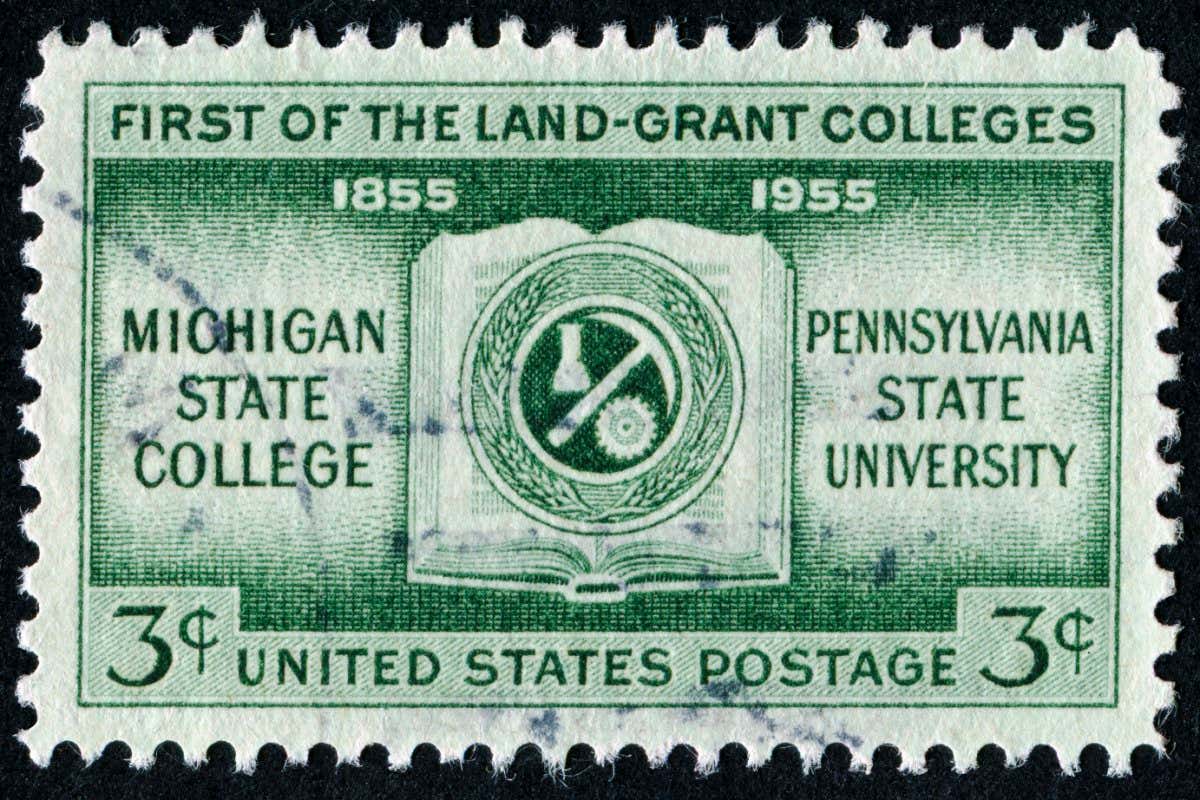 FIRST OF THE LAND-GRANT COLLEGES
1855 1955
MICHIGAN
STATE
COLLEGE
PENNSYLVANIA
STATE
UNIVERSITY
3¢ UNITED STATES POSTAGE 3¢